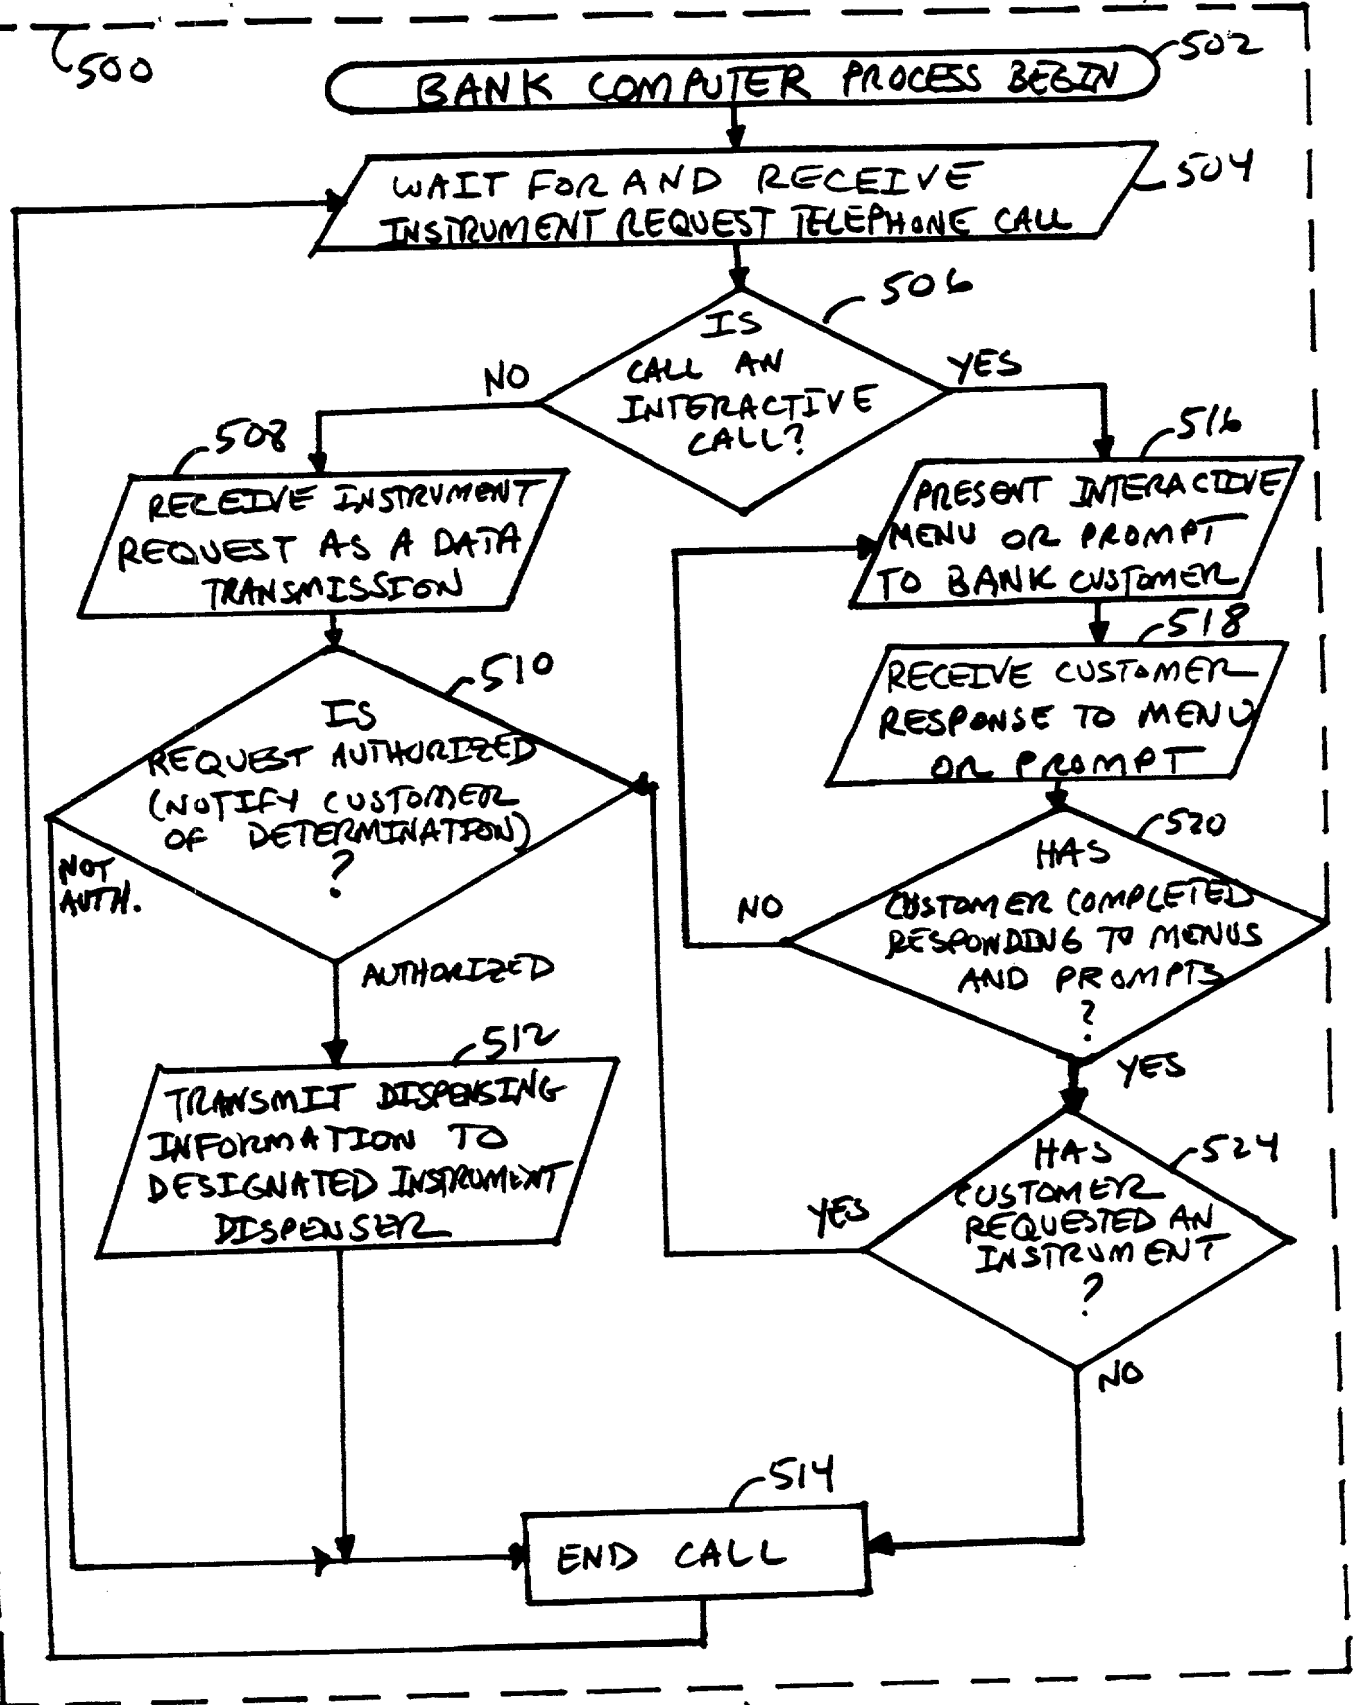 500
502
BANK COMPUTER PROCESS BEGIN
504
WAIT FOR AND RECEIVE
INSTRUMENT REQUEST TELEPHONE CALL
506
IS
CALL AN
INTERACTIVE
CALL?
NO
YES
508
RECEIVE INSTRUMENT
REQUEST AS A DATA
TRANSMISSION
516
PRESENT INTERACTIVE
MENU OR PROMPT
TO BANK CUSTOMER
510
IS
REQUEST AUTHORIZED
(NOTIFY CUSTOMER
OF DETERMINATION)
?
NOT
AUTH.
AUTHORIZED
518
RECEIVE CUSTOMER
RESPONSE TO MENU
OR PROMPT
520
HAS
CUSTOMER COMPLETED
RESPONDING TO MENUS
AND PROMPTS
?
NO
YES
512
TRANSMIT DISPENSING
INFORMATION TO
DESIGNATED INSTRUMENT
DISPENSER
524
HAS
CUSTOMER
REQUESTED AN
INSTRUMENT
?
YES
NO
514
END CALL